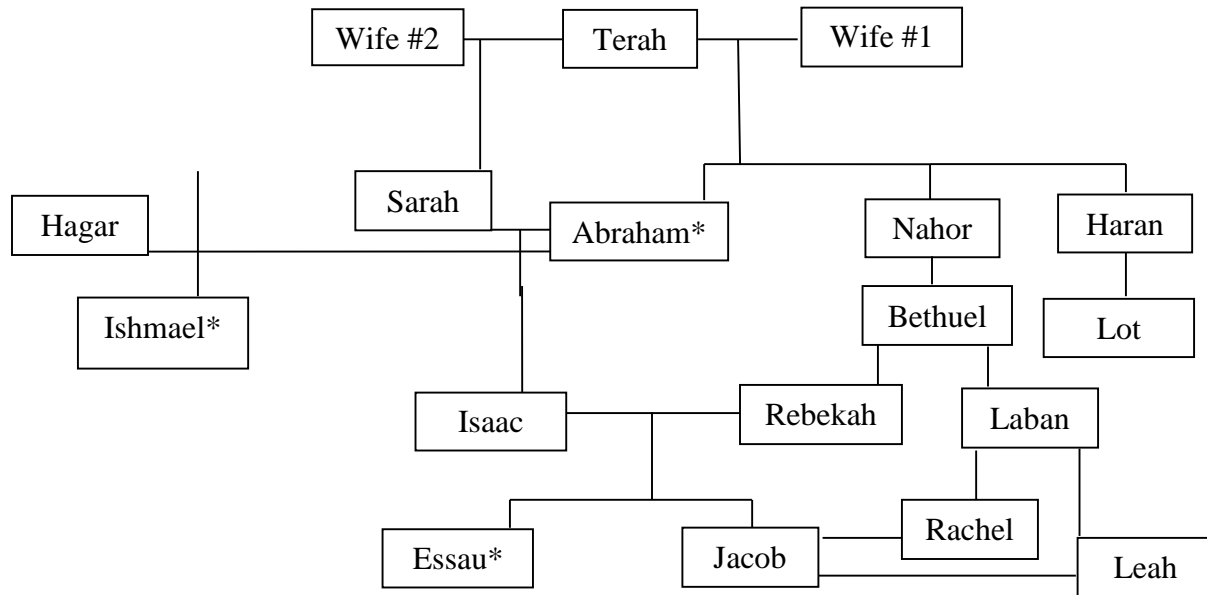 Wife #2
Terah
Wife #1
Sarah
Hagar
Abraham*
Nahor
Haran
Ishmael*
Bethuel
Lot
Isaac
Rebekah
Laban
Essau*
Jacob
Rachel
Leah